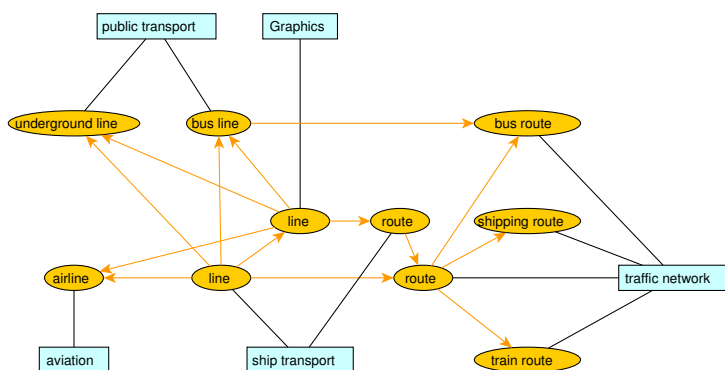 public transport
Graphics
underground line
bus line
bus route
line
route
shipping route
airline
line
route
traffic network
aviation
ship transport
train route